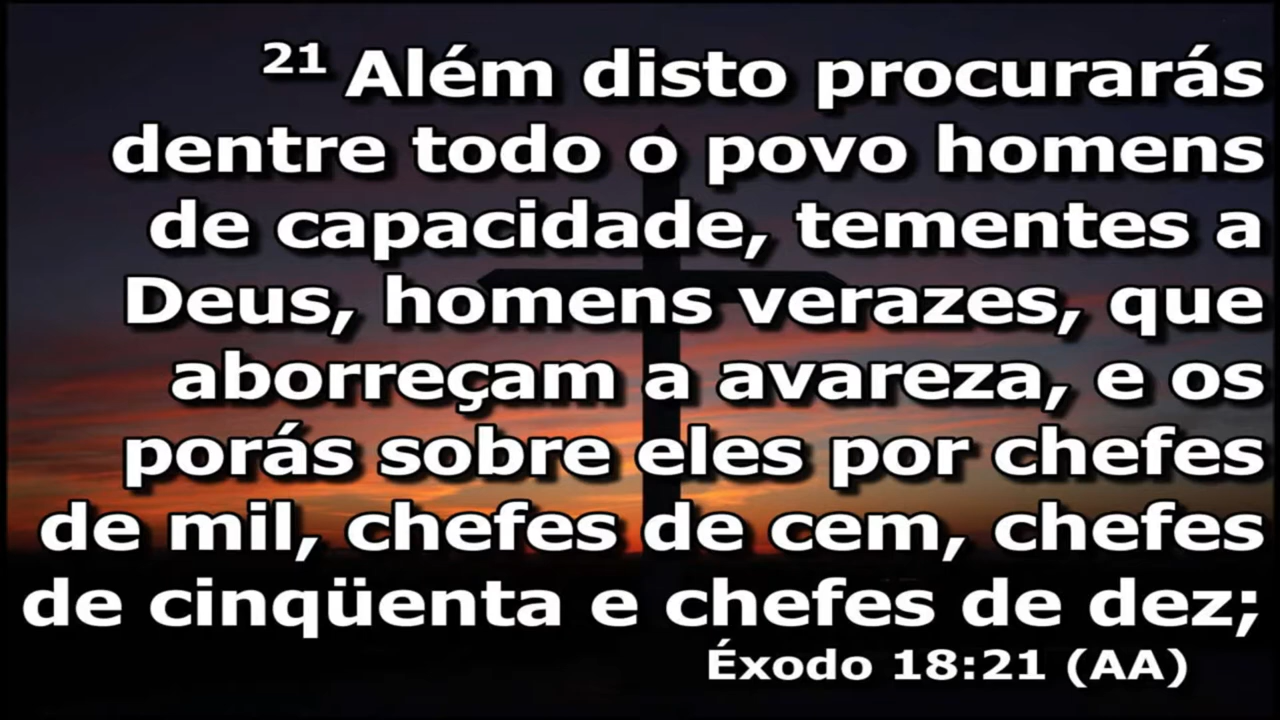 21 Além disto procurarás
dentre todo o povo homens
de capacidade, tementes a
Deus, homens verazes, que
aborreçam a avareza, e os
porás sobre eles por chefes
de mil, chefes de cem, chefes
de cinqüenta e chefes de dez;
Éxodo 18:21 (AA)